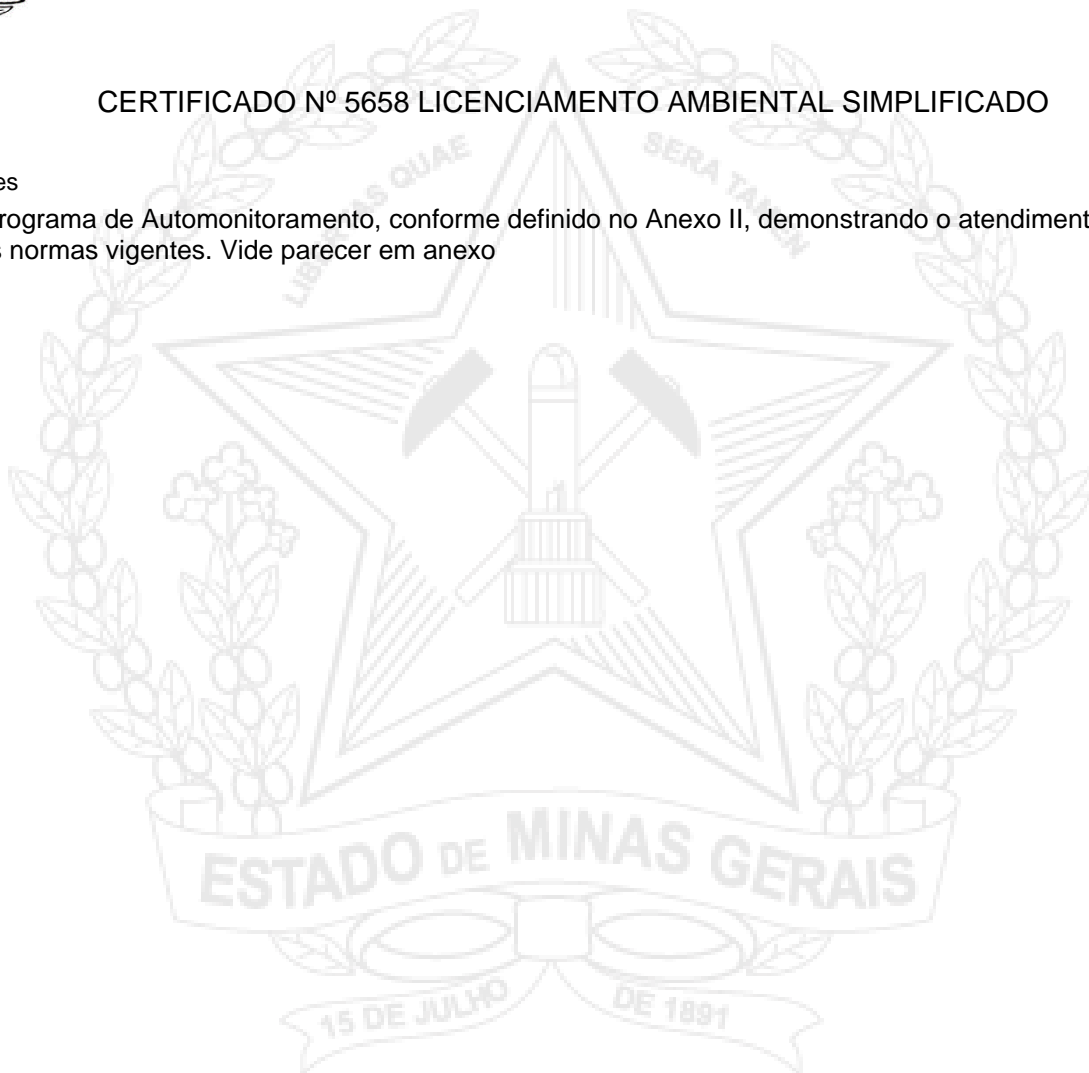 CERTIFICADO Nº 5658 LICENCIAMENTO AMBIENTAL SIMPLIFICADO
es
rograma de Automonitoramento, conforme definido no Anexo II, demonstrando o atendiment
s normas vigentes. Vide parecer em anexo
LIBERTAS QUAE SERA TAMEN
ESTADO DE MINAS GERAIS
15 DE JULHO DE 1891